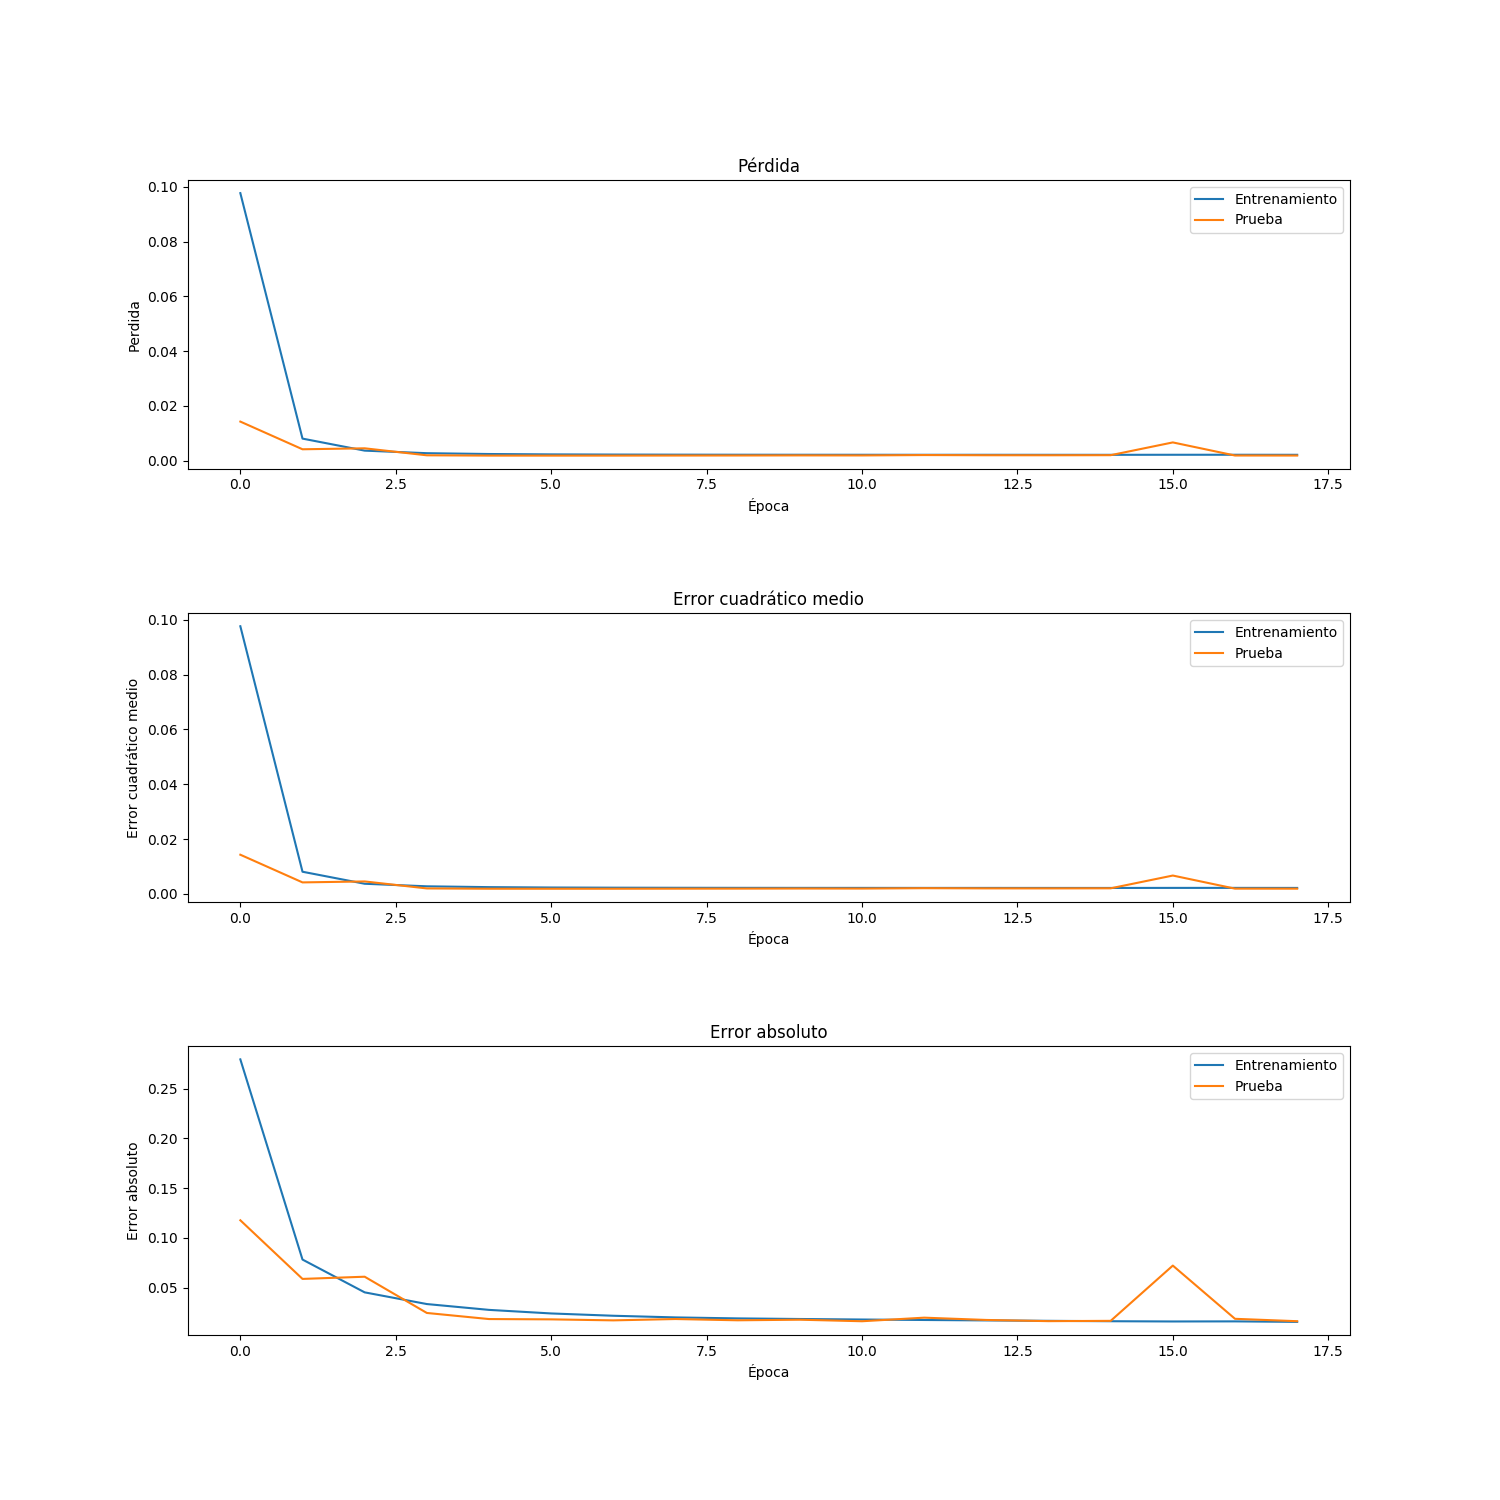 Pérdida
0.10
0.08
0.06
0.04
0.02
0.00
Perdida
Entrenamiento
Prueba
0.0 2.5 5.0 7.5 10.0 12.5 15.0 17.5
Época
Error cuadrático medio
0.10
0.08
0.06
0.04
0.02
0.00
Error cuadrático medio
Entrenamiento
Prueba
0.0 2.5 5.0 7.5 10.0 12.5 15.0 17.5
Época
Error absoluto
0.25
0.20
0.15
0.10
0.05
Error absoluto
Entrenamiento
Prueba
0.0 2.5 5.0 7.5 10.0 12.5 15.0 17.5
Época